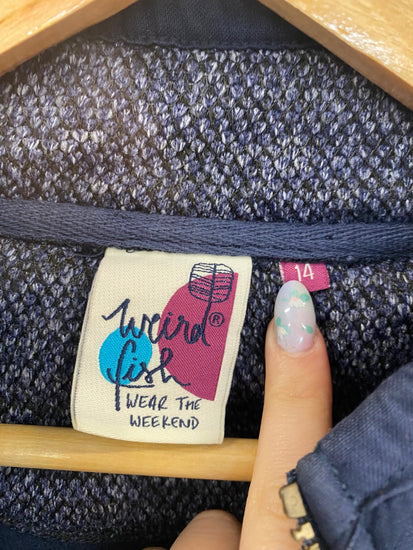 14
weird®
fish
WEAR THE
WEEKEND